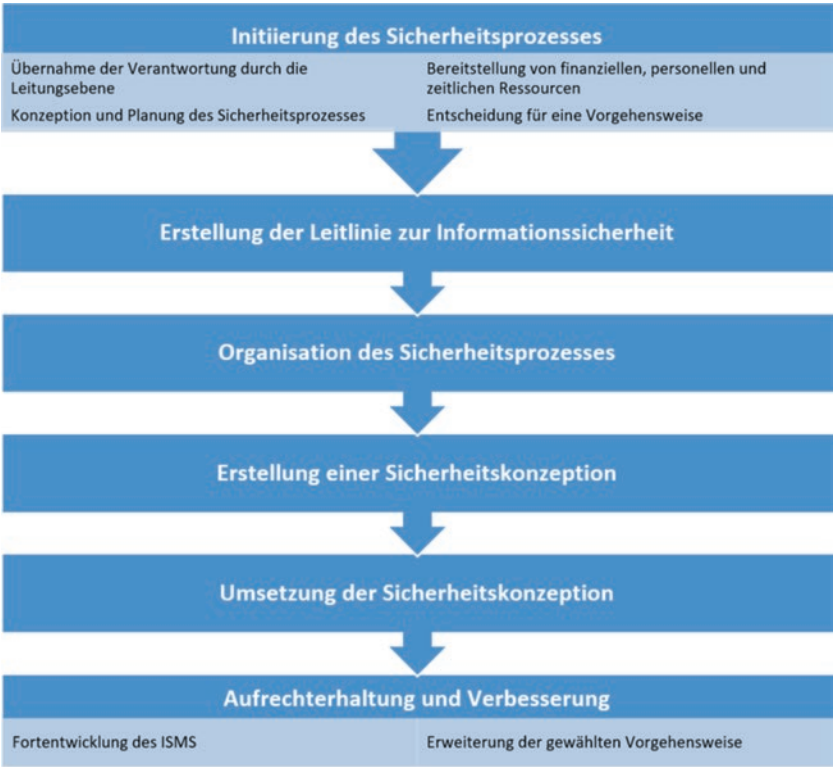 Initiierung des Sicherheitsprozesses
Übernahme der Verantwortung durch die
Leitungsebene
Bereitstellung von finanziellen, personellen und
zeitlichen Ressourcen
Konzeption und Planung des Sicherheitsprozesses
Entscheidung für eine Vorgehensweise
Erstellung der Leitlinie zur Informationssicherheit
Organisation des Sicherheitsprozesses
Erstellung einer Sicherheitskonzeption
Umsetzung der Sicherheitskonzeption
Aufrechterhaltung und Verbesserung
Fortentwicklung des ISMS
Erweiterung der gewählten Vorgehensweise